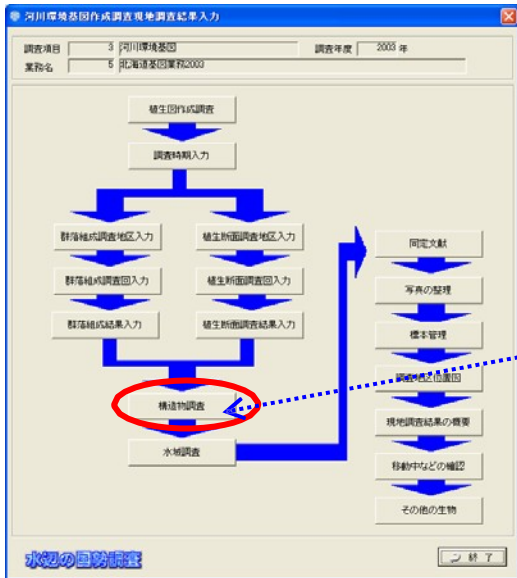 河川環境基図作成調査現地調査結果入力
調査項目 3 河川環境基図 調査年度 2003 年
業務名 5 北海道基図業務2003
植生図作成調査
調査時期入力
群落組成調査地区入力
植生断面調査地区入力
群落組成調査回入力
植生断面調査回入力
群落組成結果入力
植生断面調査結果入力
構造物調査
水域調査
同定文献
写真の整理
標本管理
調査地区位置図
現地調査結果の概要
移動中などの確認
その他の生物
水辺の国勢調査
終了